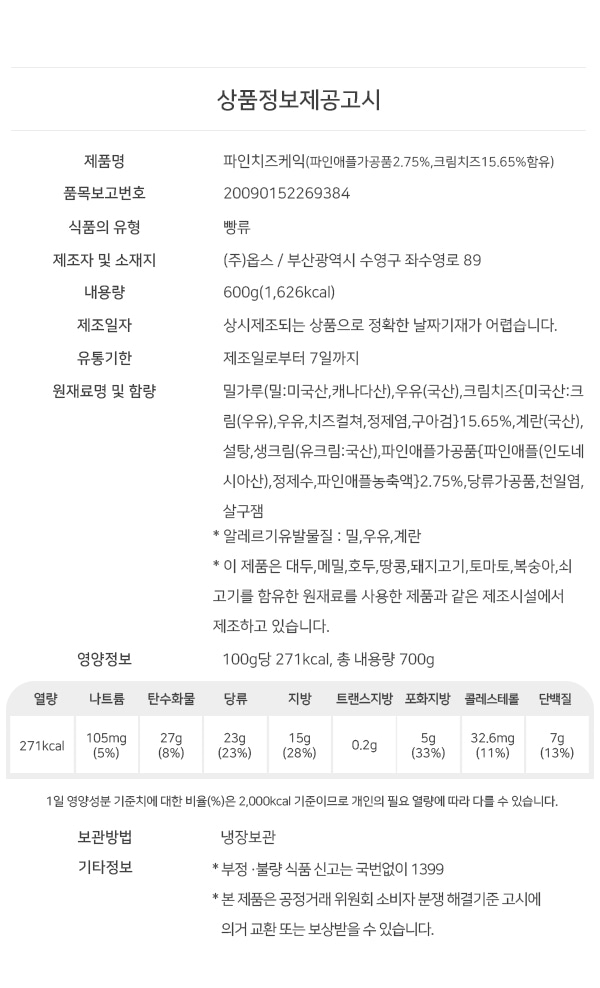 상품정보제공고시
제품명 파인치즈케익(파인애플가공품2.75%,크림치즈15.65%함유)
품목보고번호 20090152269384
식품의 유형 빵류
제조자 및 소재지 (주)옵스 / 부산광역시 수영구 좌수영로 89
내용량 600g(1,626kcal)
제조일자 상시제조되는 상품으로 정확한 날짜기재가 어렵습니다.
유통기한 제조일로부터 7일까지
원재료명 및 함량 밀가루(밀:미국산,캐나다산),우유(국산),크림치즈{미국산:크
림(우유),우유,치즈컬쳐,정제염,구아검}15.65%,계란(국산),
설탕,생크림(유크림:국산),파인애플가공품{파인애플(인도네
시아산),정제수,파인애플농축액}2.75%,당류가공품,천일염,
살구잼
* 알레르기유발물질 : 밀,우유,계란
* 이 제품은 대두,메밀,호두,땅콩,돼지고기,토마토,복숭아,쇠
고기를 함유한 원재료를 사용한 제품과 같은 제조시설에서
제조하고 있습니다.
영양정보 100g당 271kcal, 총 내용량 700g
열량 나트륨 탄수화물 당류 지방 트랜스지방 포화지방 콜레스테롤 단백질
271kcal 105mg 27g 23g 15g 0.2g 5g 32.6mg 7g
(5%) (8%) (23%) (28%) (33%) (11%) (13%)
1일 영양성분 기준치에 대한 비율(%)은 2,000kcal 기준이므로 개인의 필요 열량에 따라 다를 수 있습니다.
보관방법 냉장보관
기타정보 * 부정 ·불량 식품 신고는 국번없이 1399
* 본 제품은 공정거래 위원회 소비자 분쟁 해결기준 고시에
의거 교환 또는 보상받을 수 있습니다.